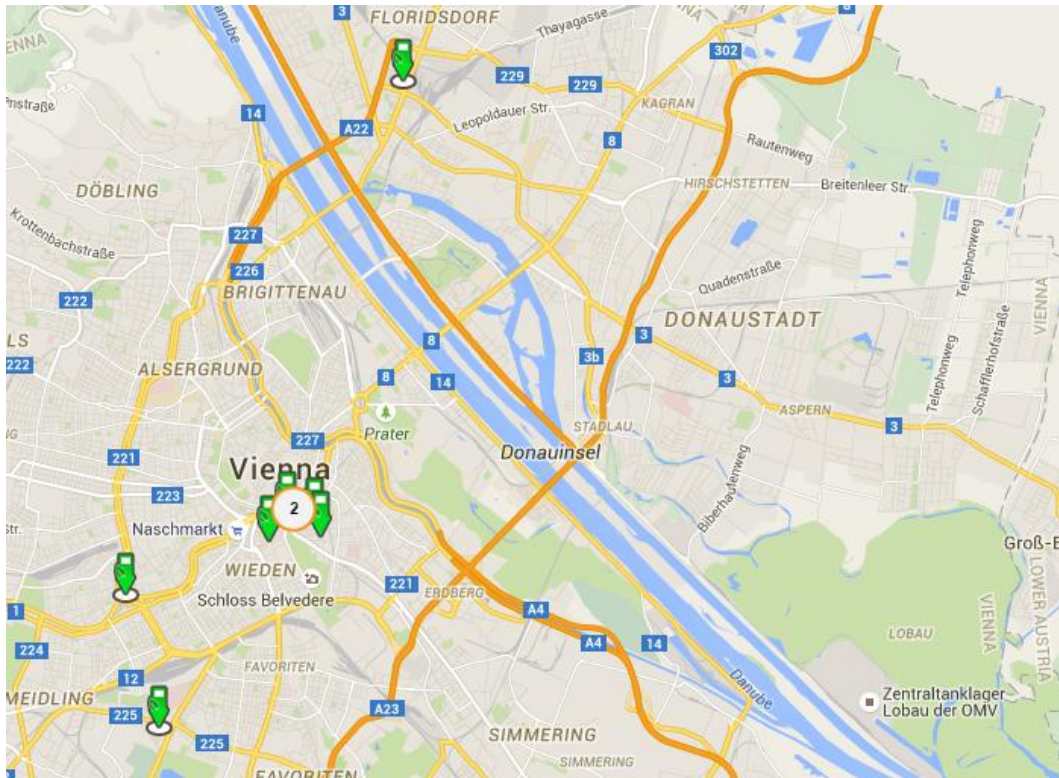 Danube
3
FLORIDSDORF
Thayagasse
8
VIENNA
302
229
229
14
KAGRAN
Leopoldauer Str.
A22
8
Rautenweg
DÖBLING
HIRSCHSTETTEN
Breitenleer Str
Krottenbachstraße
227
226
Telephonweg
Quadenstraße
BRIGITTENAU
222
VIENNA
Schafflerhofstraße
DONAUSTADT
LS
222
8
3
3b
ALSERGRUND
8
14
3
Telephonweg
Prater
ASPERN
STADLAU
3
227
Donauinsel
221
Vienna
223
Biberhaufenweg
2
Str.
Naschmarkt
Groß-E
WIEDEN
221
ERDBERG
Schloss Belvedere
1
A4
LOWER AUSTRIA
VIENNA
LOBAU
A4
14
224
FAVORITEN
12
Danube
MEIDLING
Zentraltanklager
Lobau der OMV
225
A23
225
SIMMERING
SIMMERING
FAVORITEN